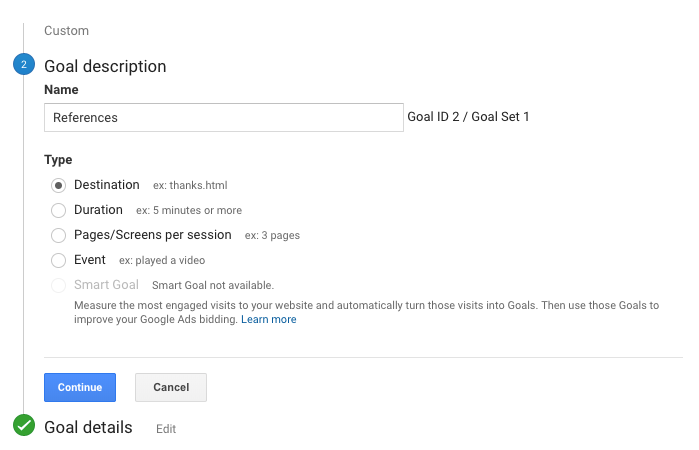 Custom
2 Goal description
Name
References Goal ID 2 / Goal Set 1
Type
Destination ex: thanks.html
Duration ex: 5 minutes or more
Pages/Screens per session ex: 3 pages
Event ex: played a video
Smart Goal Smart Goal not available.
Measure the most engaged visits to your website and automatically turn those visits into Goals. Then use those Goals to
improve your Google Ads bidding. Learn more
Continue Cancel
Goal details Edit